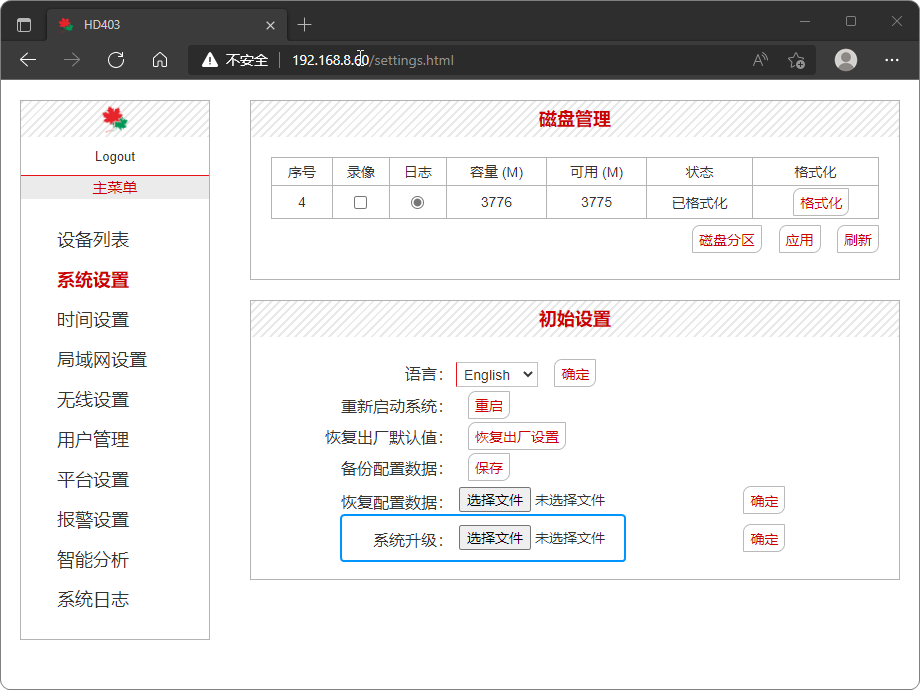 HD403
不安全 192.168.8.60/settings.html
Logout
主菜单
设备列表
系统设置
时间设置
局域网设置
无线设置
用户管理
平台设置
报警设置
智能分析
系统日志
磁盘管理
序号 录像 日志 容量 (M) 可用 (M) 状态 格式化
4 3776 3775 已格式化 格式化
磁盘分区 应用 刷新
初始设置
语言： English 确定
重新启动系统： 重启
恢复出厂默认值： 恢复出厂设置
备份配置数据： 保存
恢复配置数据： 选择文件 未选择文件 确定
系统升级： 选择文件 未选择文件 确定